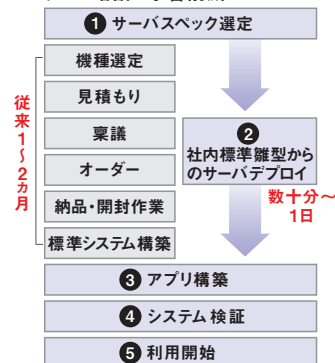 ❶ サーバスペック選定
機種選定
見積もり
稟議
オーダー
納品・開封作業
標準システム構築
従来1〜2ヵ月
❷
社内標準雛型から
のサーバデプロイ
数十分〜
1日
❸ アプリ構築
❹ システム検証
❺ 利用開始